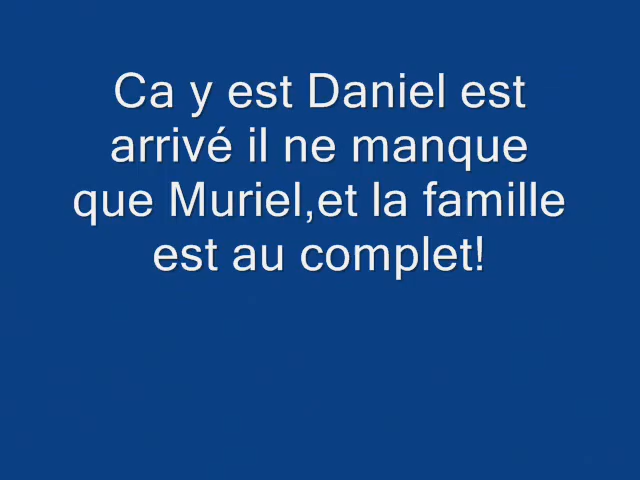 Ca y est Daniel est
arrivé il ne manque
que Muriel,et la famille
est au complet!